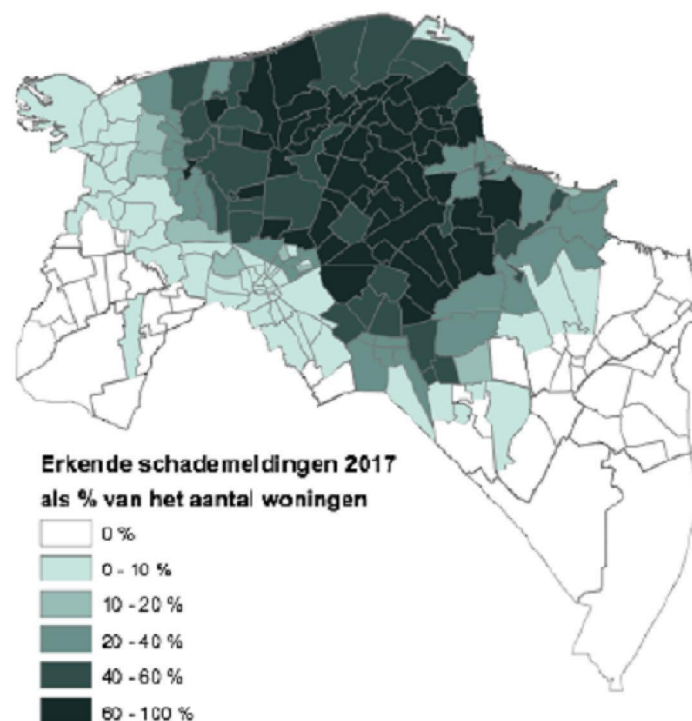 Erkende schademeldingen 2017
als % van het aantal woningen
0 %
0 - 10 %
10 - 20 %
20 - 40 %
40 - 60 %
60 - 100 %